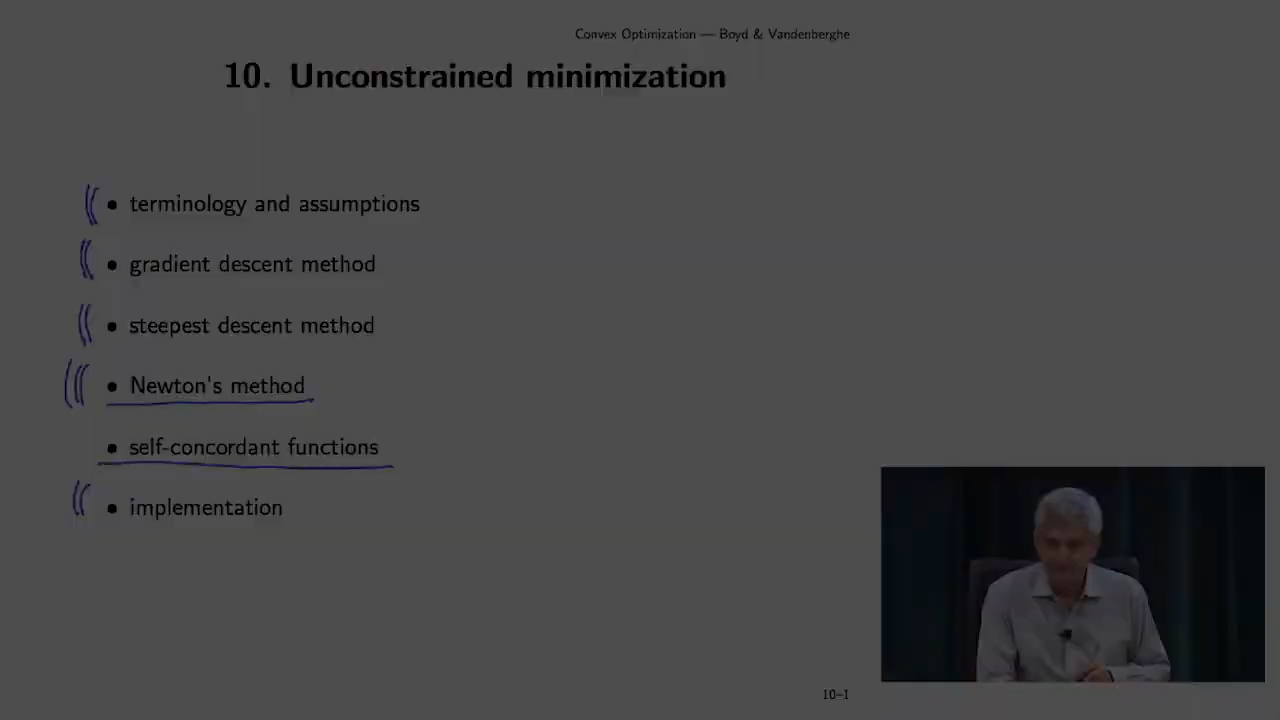 Convex Optimization — Boyd & Vandenberghe
10. Unconstrained minimization
• terminology and assumptions
• gradient descent method
• steepest descent method
• Newton's method
• self-concordant functions
• implementation
10–1